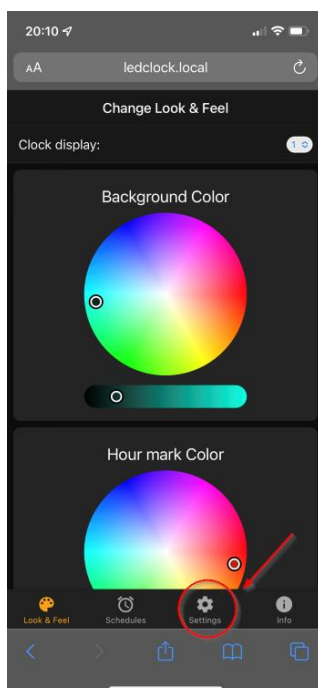 20:10
AA ledclock.local
Change Look & Feel
Clock display: 1
Background Color
Hour mark Color
Look & Feel Schedules Settings Info